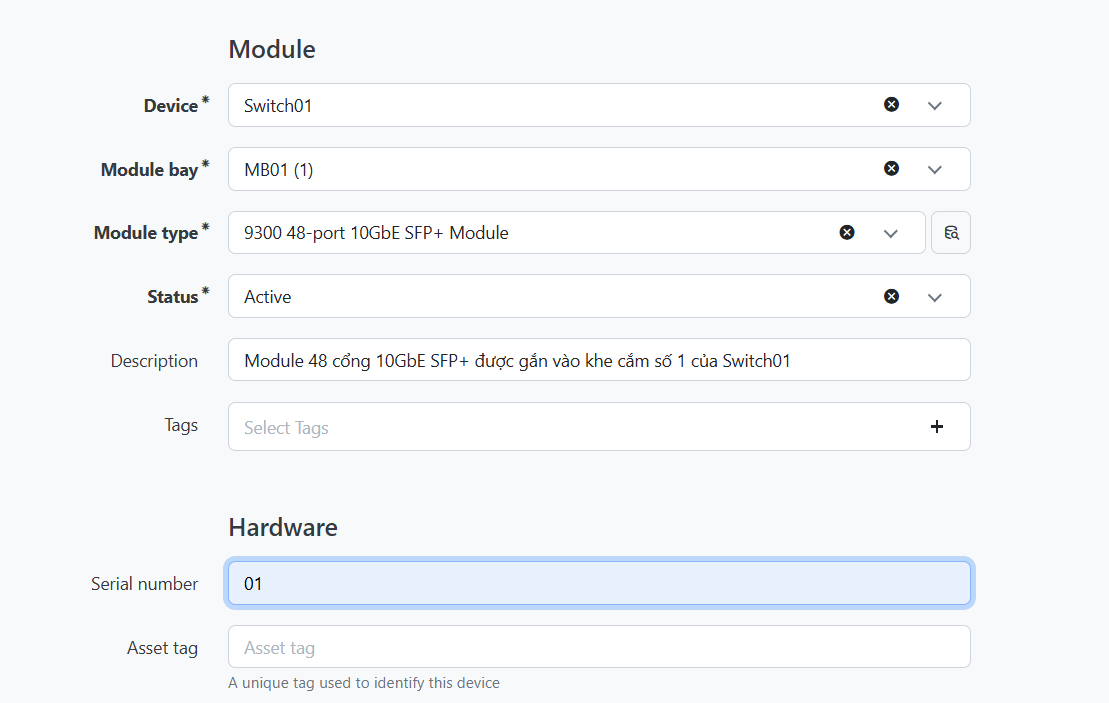 Module
Device *
Switch01
Module bay *
MB01 (1)
Module type *
9300 48-port 10GbE SFP+ Module
Status *
Active
Description
Module 48 cổng 10GbE SFP+ được gắn vào khe cắm số 1 của Switch01
Tags
Select Tags
Hardware
Serial number
01
Asset tag
Asset tag
A unique tag used to identify this device